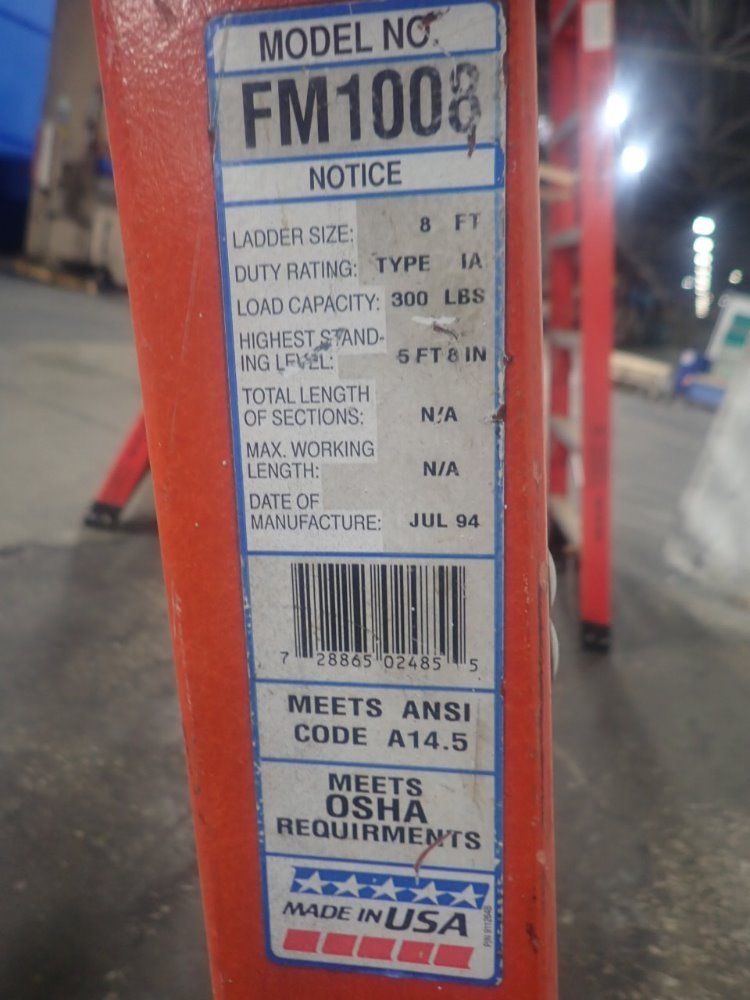 MODEL NO.
FM1008
NOTICE
LADDER SIZE: 8 FT
DUTY RATING: TYPE IA
LOAD CAPACITY: 300 LBS
HIGHEST STAND-
ING LEVEL: 5 FT 8 IN
TOTAL LENGTH
OF SECTIONS: N/A
MAX. WORKING
LENGTH: N/A
DATE OF
MANUFACTURE: JUL 94
7 28865 02485 5
MEETS ANSI
CODE A14.5
MEETS
OSHA
REQUIRMENTS
MADE IN USA